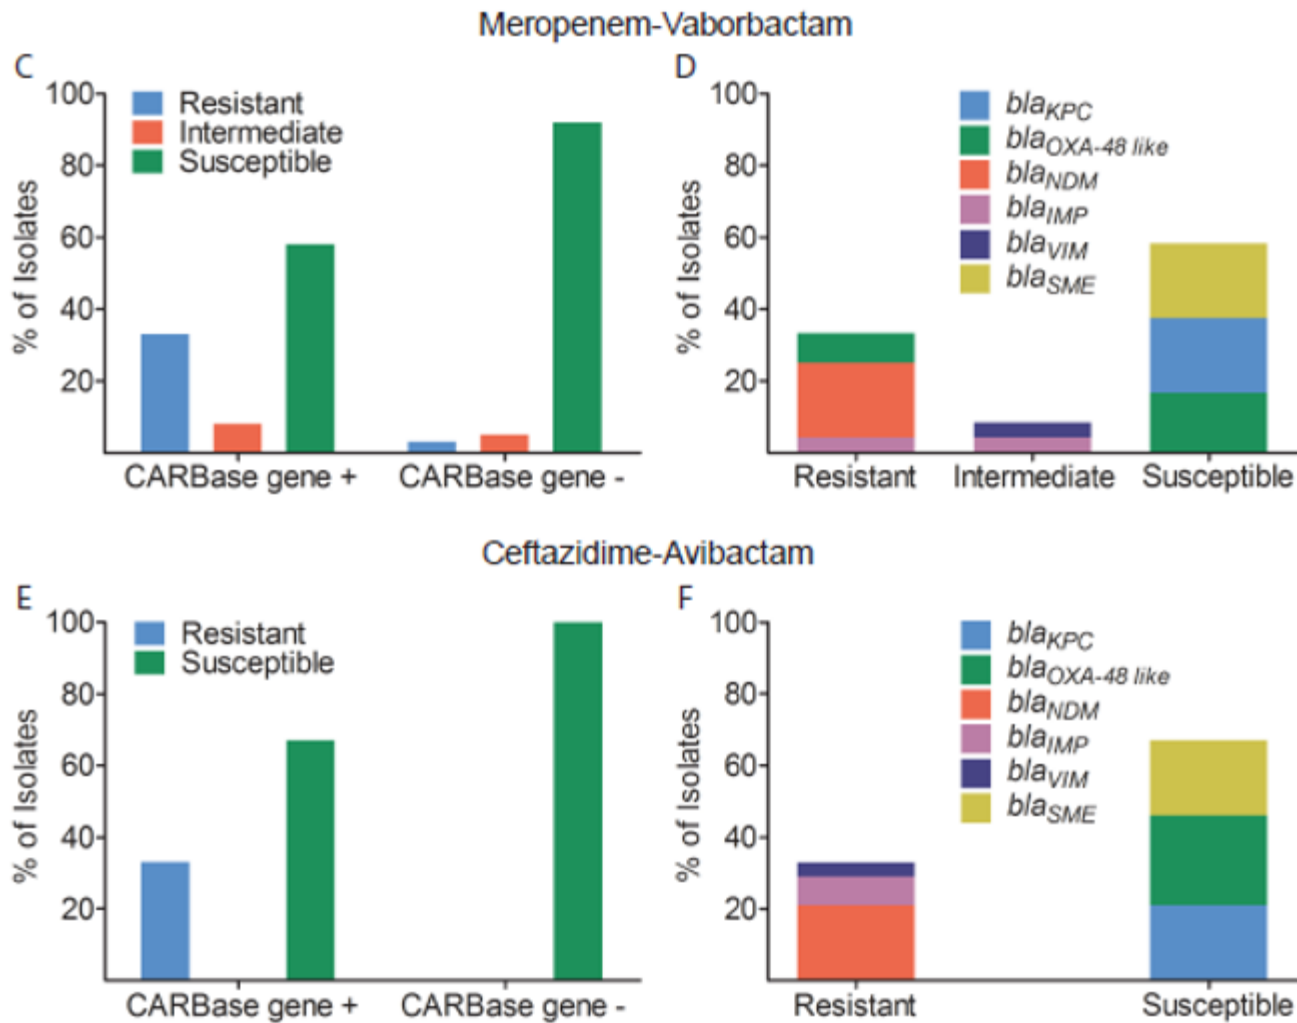 Meropenem-Vaborbactam
C
% of Isolates
100
80
60
40
20
Resistant
Intermediate
Susceptible
CARBase gene + CARBase gene -
D
% of Isolates
100
80
60
40
20
blaKPC
blaOXA-48 like
blaNDM
blaIMP
blaVIM
blaSME
Resistant Intermediate Susceptible
Ceftazidime-Avibactam
E
% of Isolates
100
80
60
40
20
Resistant
Susceptible
CARBase gene + CARBase gene -
F
% of Isolates
100
80
60
40
20
blaKPC
blaOXA-48 like
blaNDM
blaIMP
blaVIM
blaSME
Resistant Susceptible